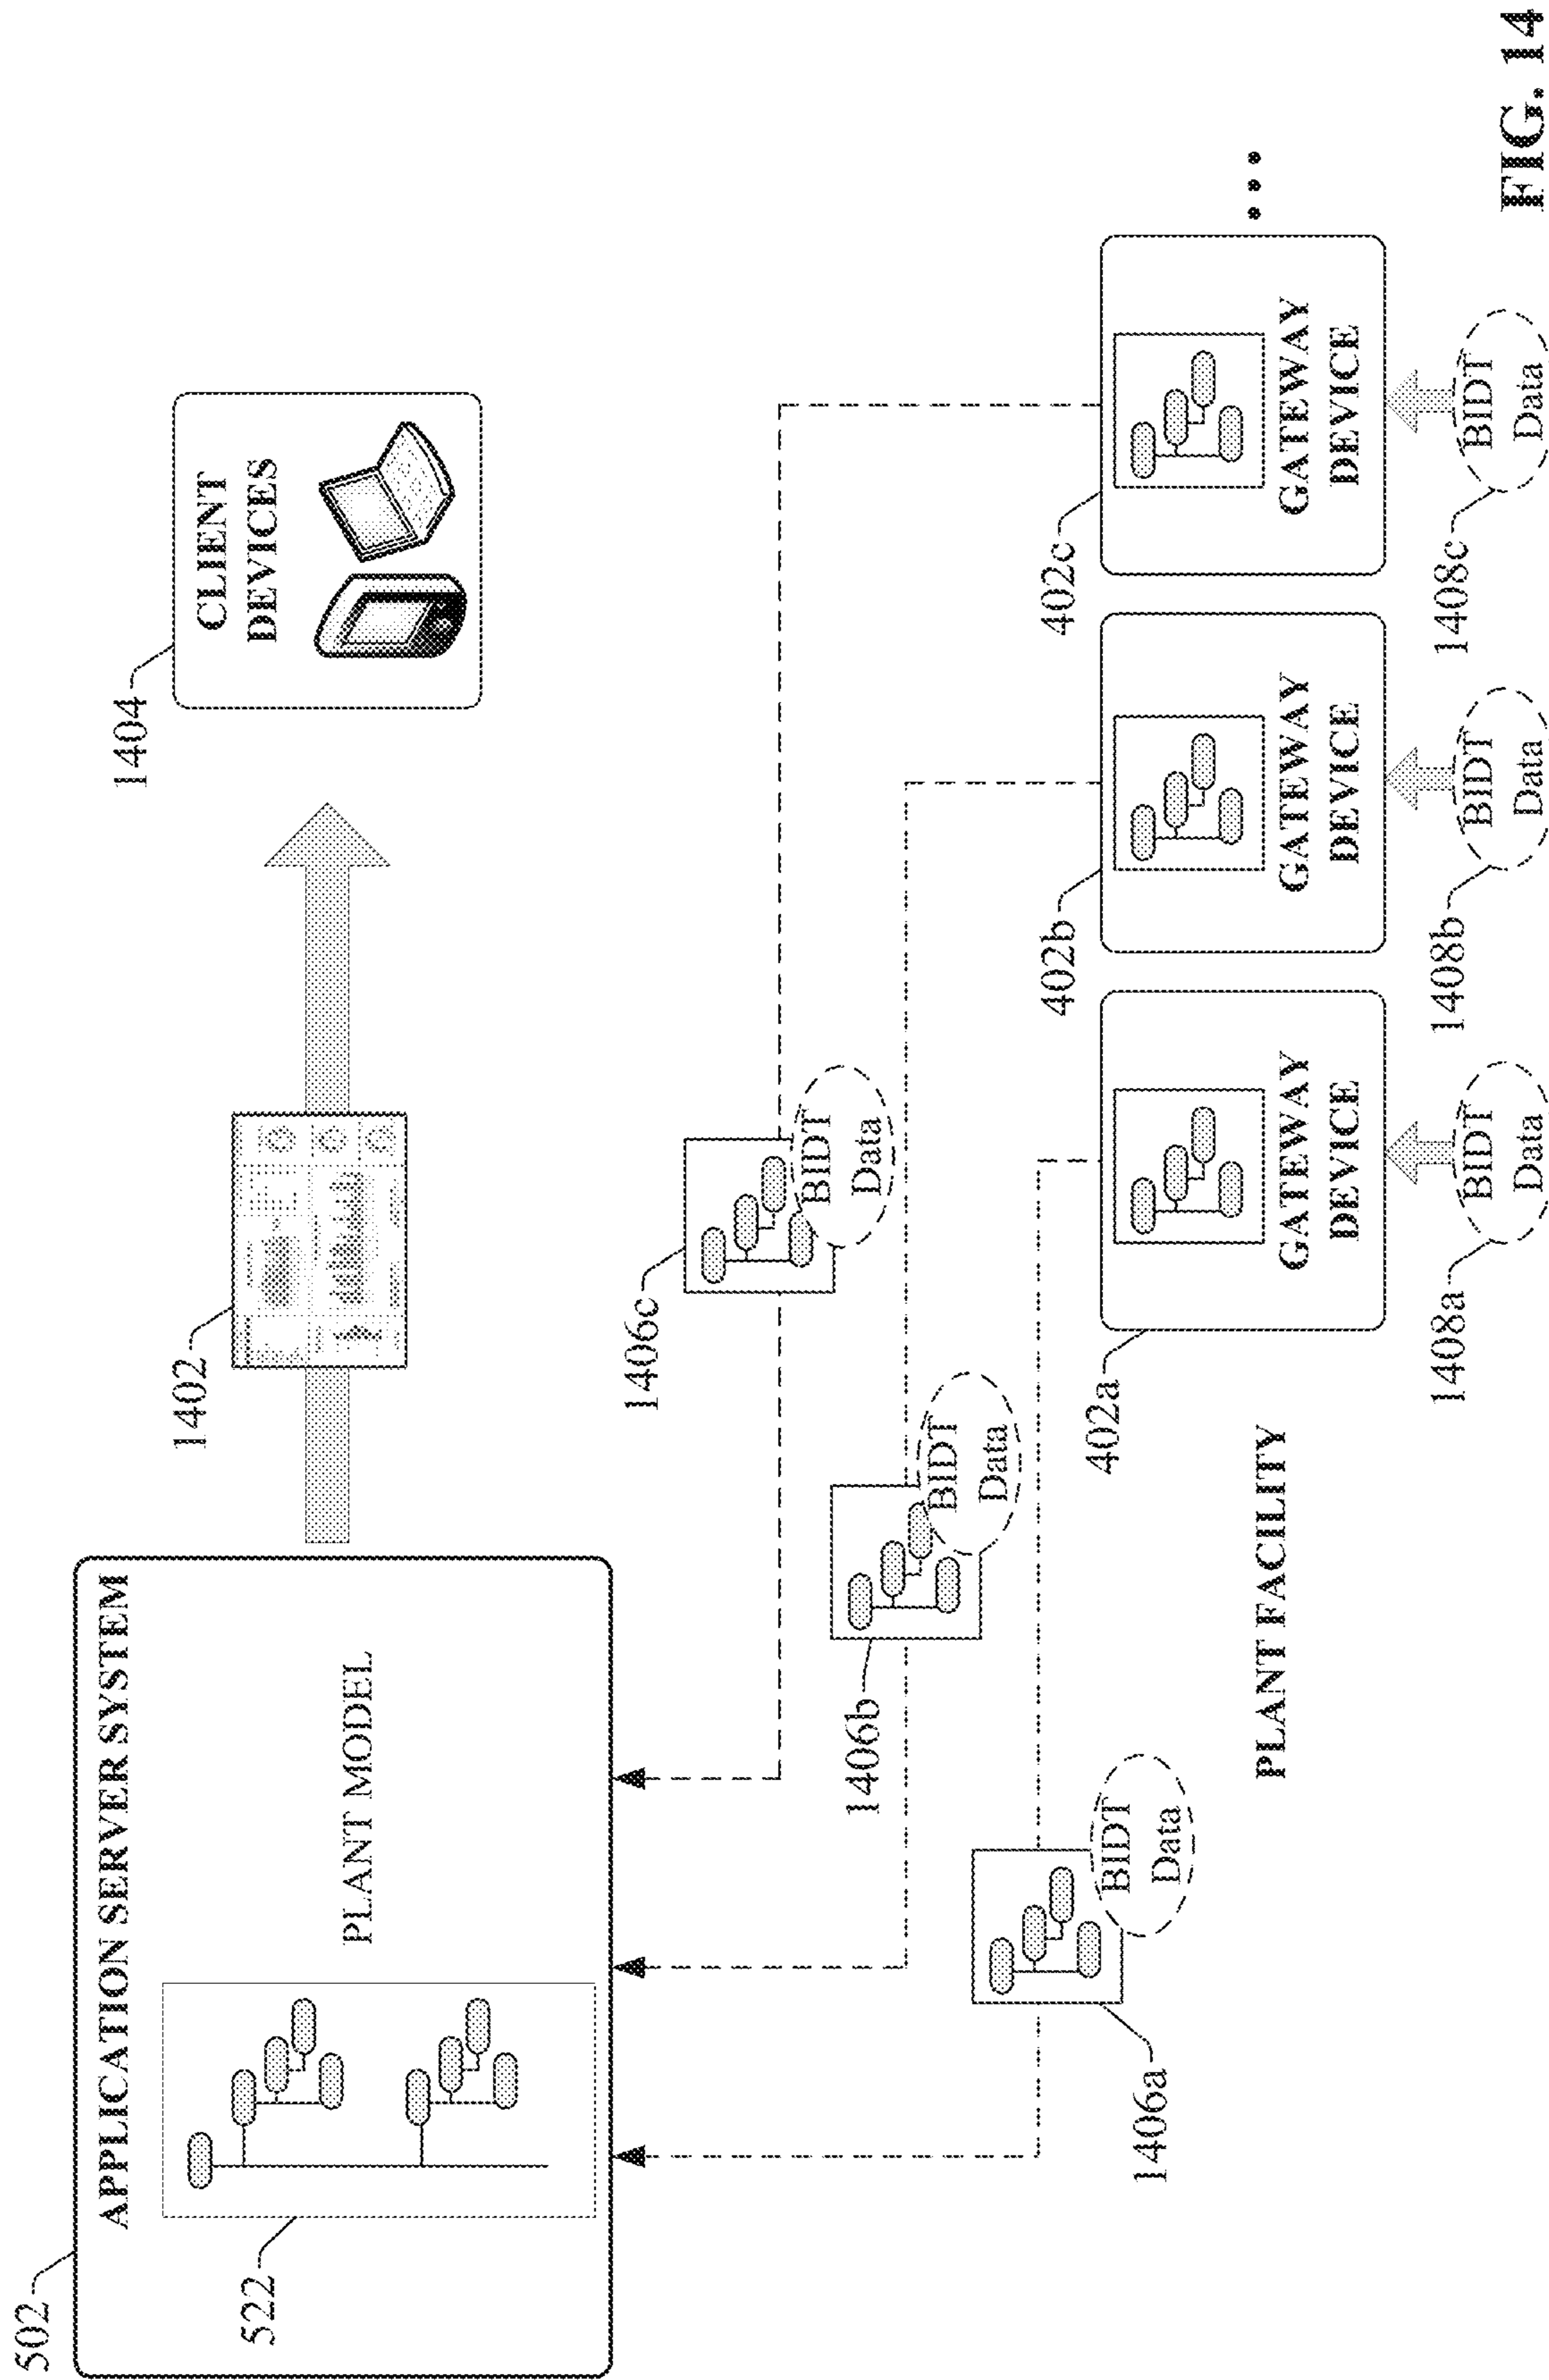 502
APPLICATION SERVER SYSTEM
522
PLANT MODEL
1402
1404
CLIENT
DEVICES
1406a
BIDT
Data
1406b
BIDT
Data
1406c
BIDT
Data
PLANT FACILITY
402a
GATEWAY
DEVICE
402b
GATEWAY
DEVICE
402c
GATEWAY
DEVICE
...
1408a
BIDT
Data
1408b
BIDT
Data
1408c
BIDT
Data
FIG. 14